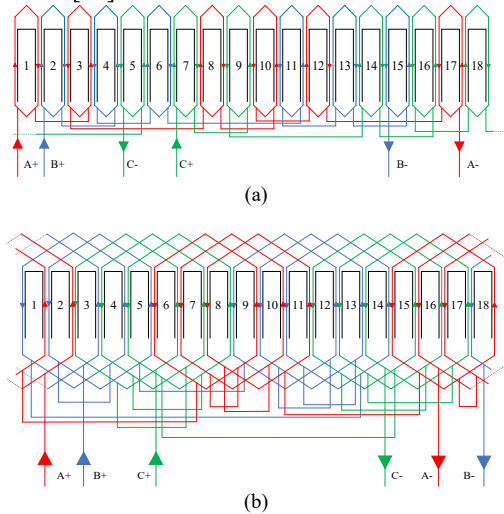 1 2 3 4 5 6 7 8 9 10 11 12 13 14 15 16 17 18
A+ B+ C- C+ B- A-
(a)
1 2 3 4 5 6 7 8 9 10 11 12 13 14 15 16 17 18
A+ B+ C+ C- A- B-
(b)